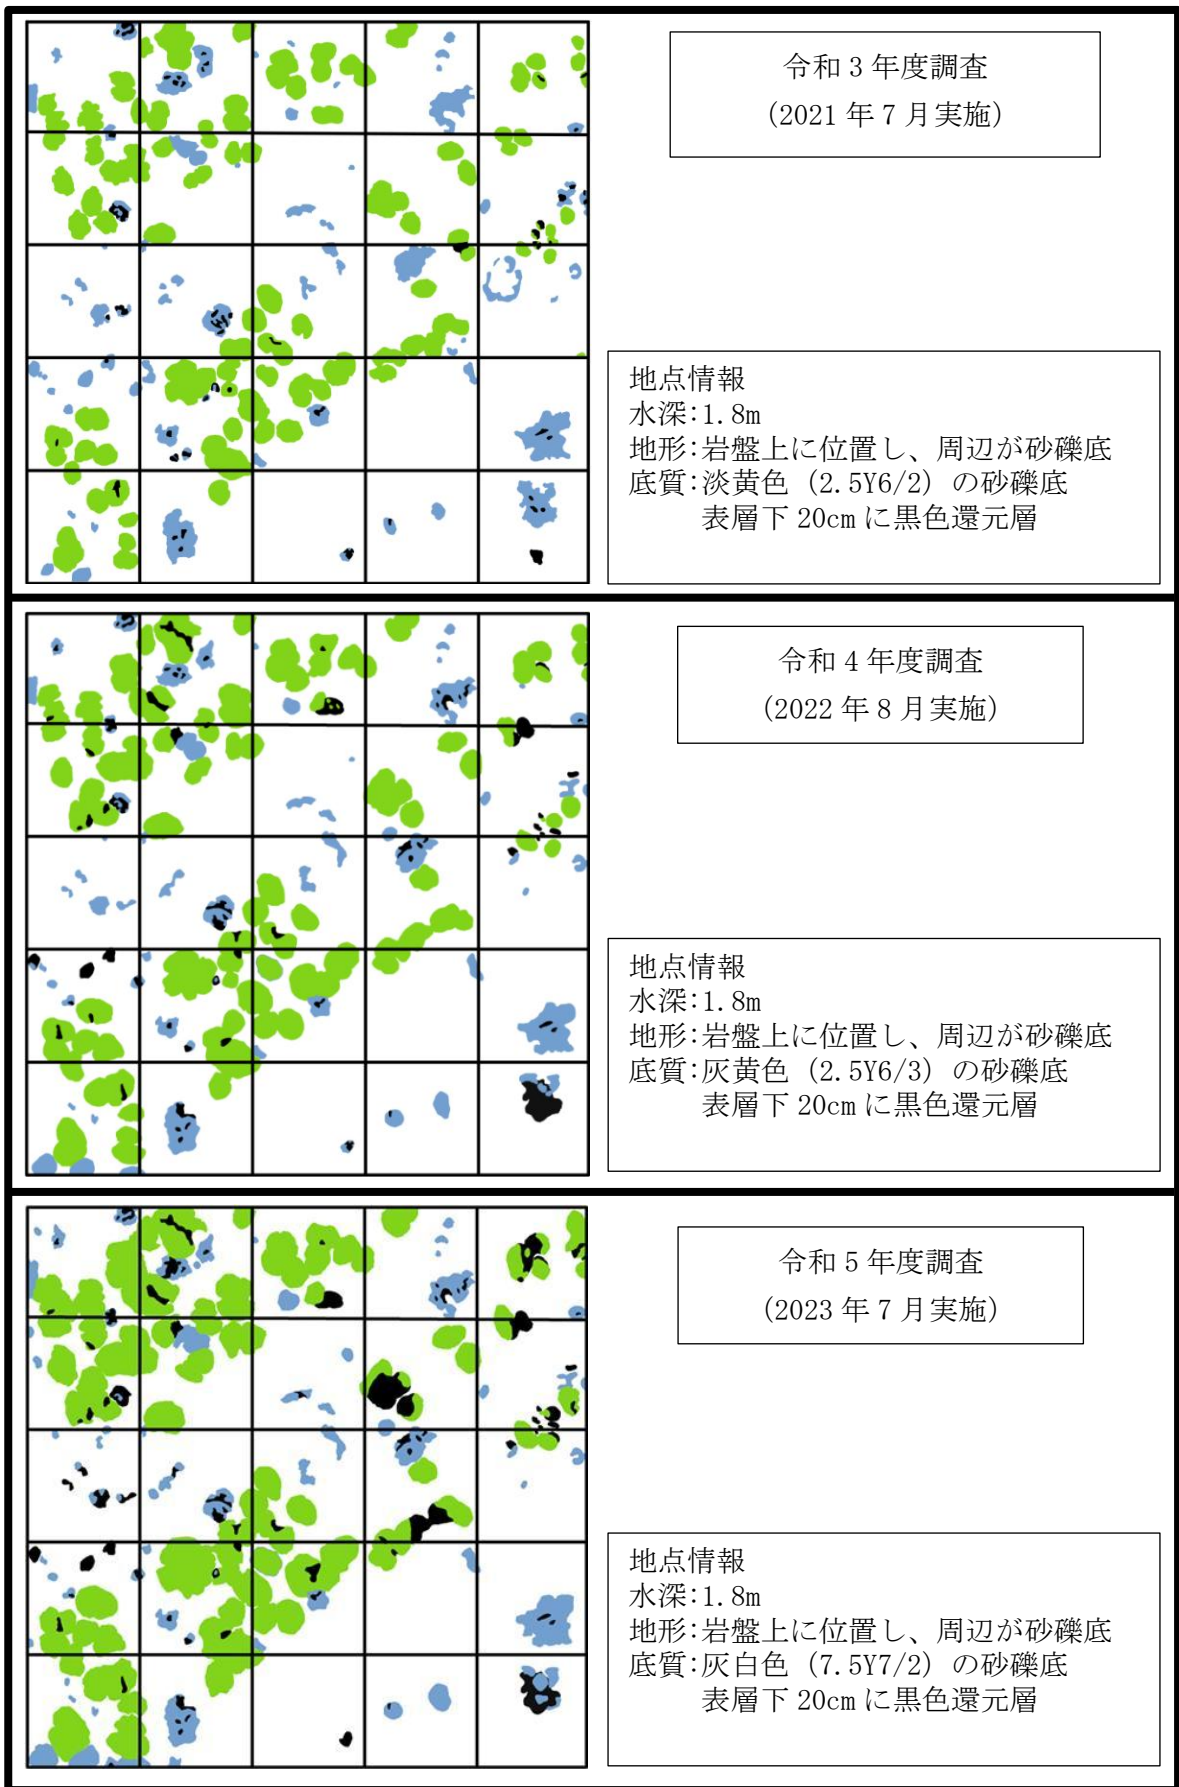 令和3年度調査
(2021年7月実施)
地点情報
水深:1.8m
地形:岩盤上に位置し、周辺が砂礫底
底質:淡黄色（2.5Y6/2）の砂礫底
表層下20cmに黒色還元層
令和4年度調査
(2022年8月実施)
地点情報
水深:1.8m
地形:岩盤上に位置し、周辺が砂礫底
底質:灰黄色（2.5Y6/3）の砂礫底
表層下20cmに黒色還元層
令和5年度調査
(2023年7月実施)
地点情報
水深:1.8m
地形:岩盤上に位置し、周辺が砂礫底
底質:灰白色（7.5Y7/2）の砂礫底
表層下20cmに黒色還元層